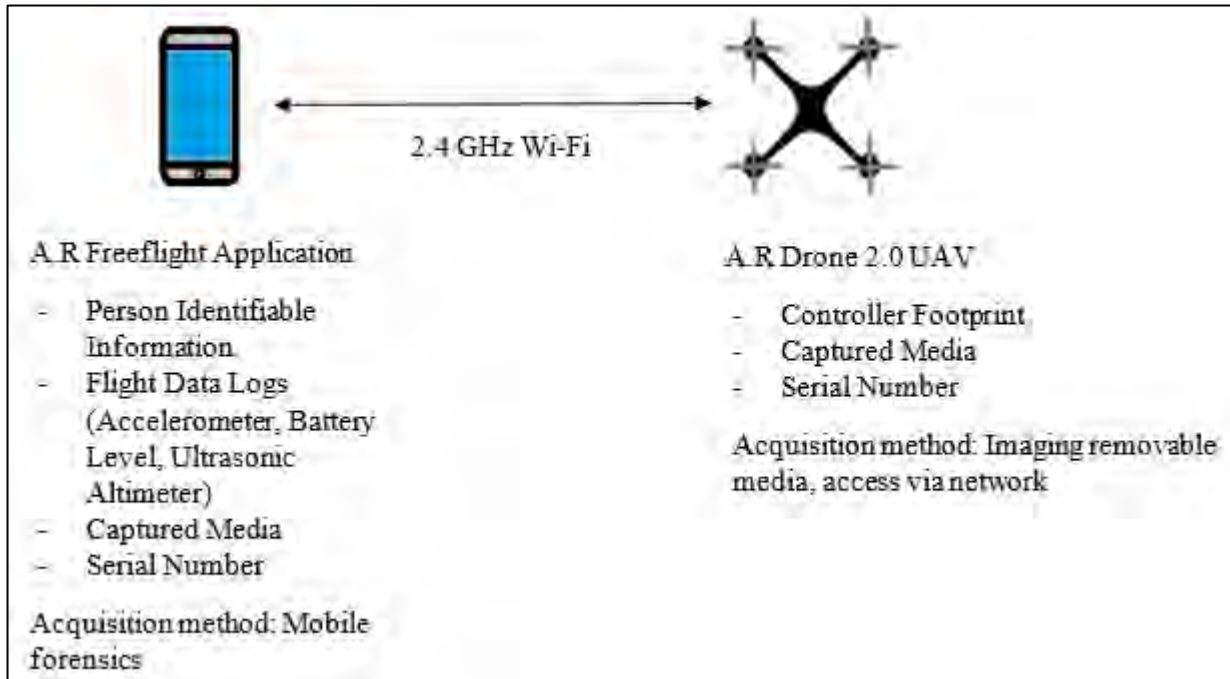 2.4 GHz Wi-Fi
A.R Freeflight Application
- Person Identifiable
Information
- Flight Data Logs
(Accelerometer, Battery
Level, Ultrasonic
Altimeter)
- Captured Media
- Serial Number
Acquisition method: Mobile
forensics
A.R Drone 2.0 UAV
- Controller Footprint
- Captured Media
- Serial Number
Acquisition method: Imaging removable
media, access via network